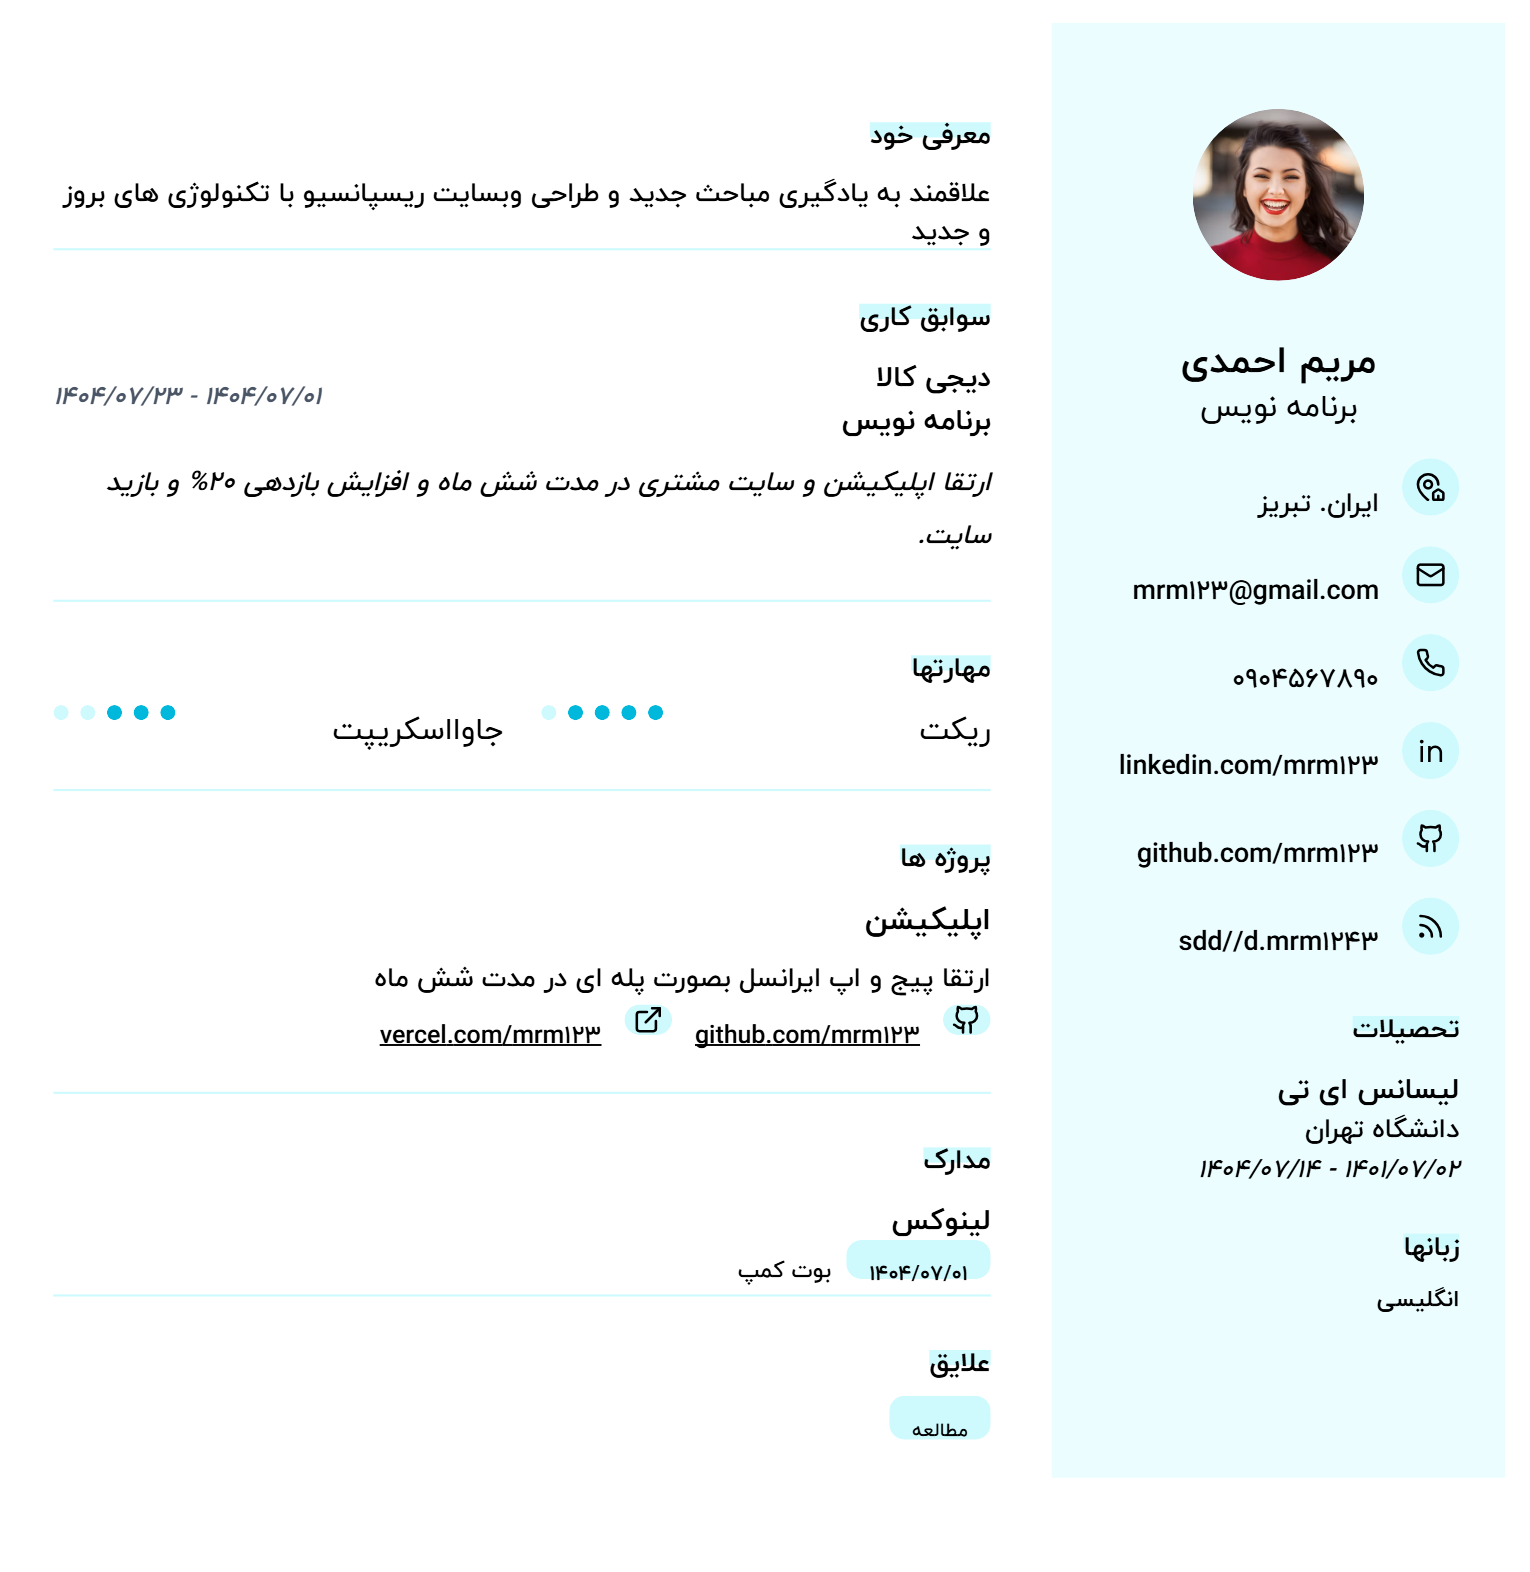 مریم احمدی
برنامه نویس
ایران. تبریز
mrm۱۲۳@gmail.com
۰۹۰۴۵۶۷۸۹۰
in
linkedin.com/mrm۱۲۳
github.com/mrm۱۲۳
sdd//d.mrm۱۲۴۳
تحصیلات
لیسانس ای تی
دانشگاه تهران
۱۴۰۱/۰۷/۰۲ - ۱۴۰۴/۰۷/۱۴
زبانها
انگلیسی
معرفی خود
علاقمند به یادگیری مباحث جدید و طراحی وبسایت ریسپانسیو با تکنولوژی های بروز
و جدید
سوابق کاری
دیجی کالا
برنامه نویس
۱۴۰۴/۰۷/۰۱ - ۱۴۰۴/۰۷/۲۳
ارتقا اپلیکیشن و سایت مشتری در مدت شش ماه و افزایش بازدهی ۲۰% و بازید
سایت.
مهارتها
ریکت
جاوااسکریپت
پروژه ها
اپلیکیشن
ارتقا پیج و اپ ایرانسل بصورت پله ای در مدت شش ماه
github.com/mrm۱۲۳ vercel.com/mrm۱۲۳
مدارک
لینوکس
۱۴۰۴/۰۷/۰۱ بوت کمپ
علایق
مطالعه